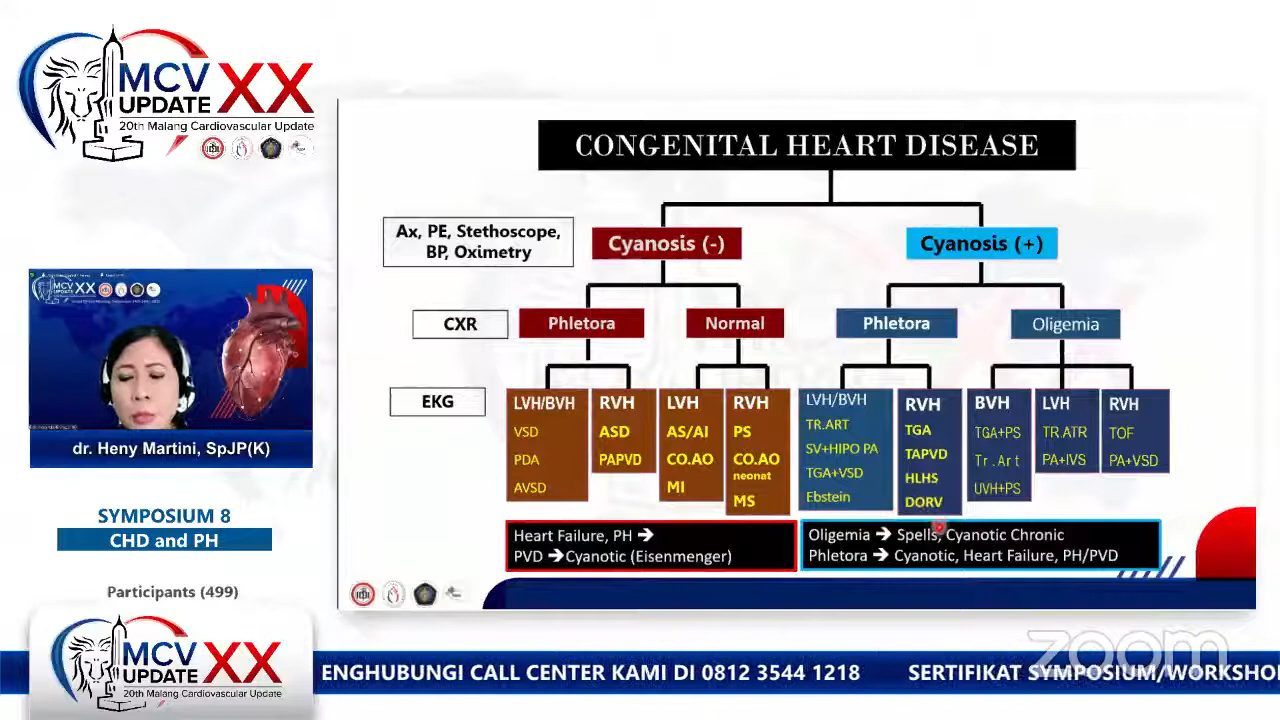 MCV
UPDATE
XX
20th Malang Cardiovascular Update
CONGENITAL HEART DISEASE
Ax, PE, Stethoscope,
BP, Oximetry
Cyanosis (-)
Cyanosis (+)
CXR
Phletora
Normal
Phletora
Oligemia
EKG
LVH/BVH
VSD
PDA
AVSD
RVH
ASD
PAPVD
LVH
AS/AI
CO.AO
MI
RVH
PS
CO.AO
neonat
MS
LVH/BVH
TR.ART
SV+HIPO PA
TGA+VSD
Ebstein
RVH
TGA
TAPVD
HLHS
DORV
BVH
TGA+PS
Tr.Art
UVH+PS
LVH
TR.ATR
PA+IVS
RVH
TOF
PA+VSD
Heart Failure, PH ➔
PVD ➔Cyanotic (Eisenmenger)
Oligemia ➔ Spells, Cyanotic Chronic
Phletora ➔ Cyanotic, Heart Failure, PH/PVD
MCV
UPDATE
XX
dr. Heny Martini, SpJP(K)
SYMPOSIUM 8
CHD and PH
Participants (499)
MCV
UPDATE
XX
20th Malang Cardiovascular Update
zoom
ENGHUBUNGI CALL CENTER KAMI DI 0812 3544 1218 SERTIFIKAT SYMPOSIUM/WORKSHO